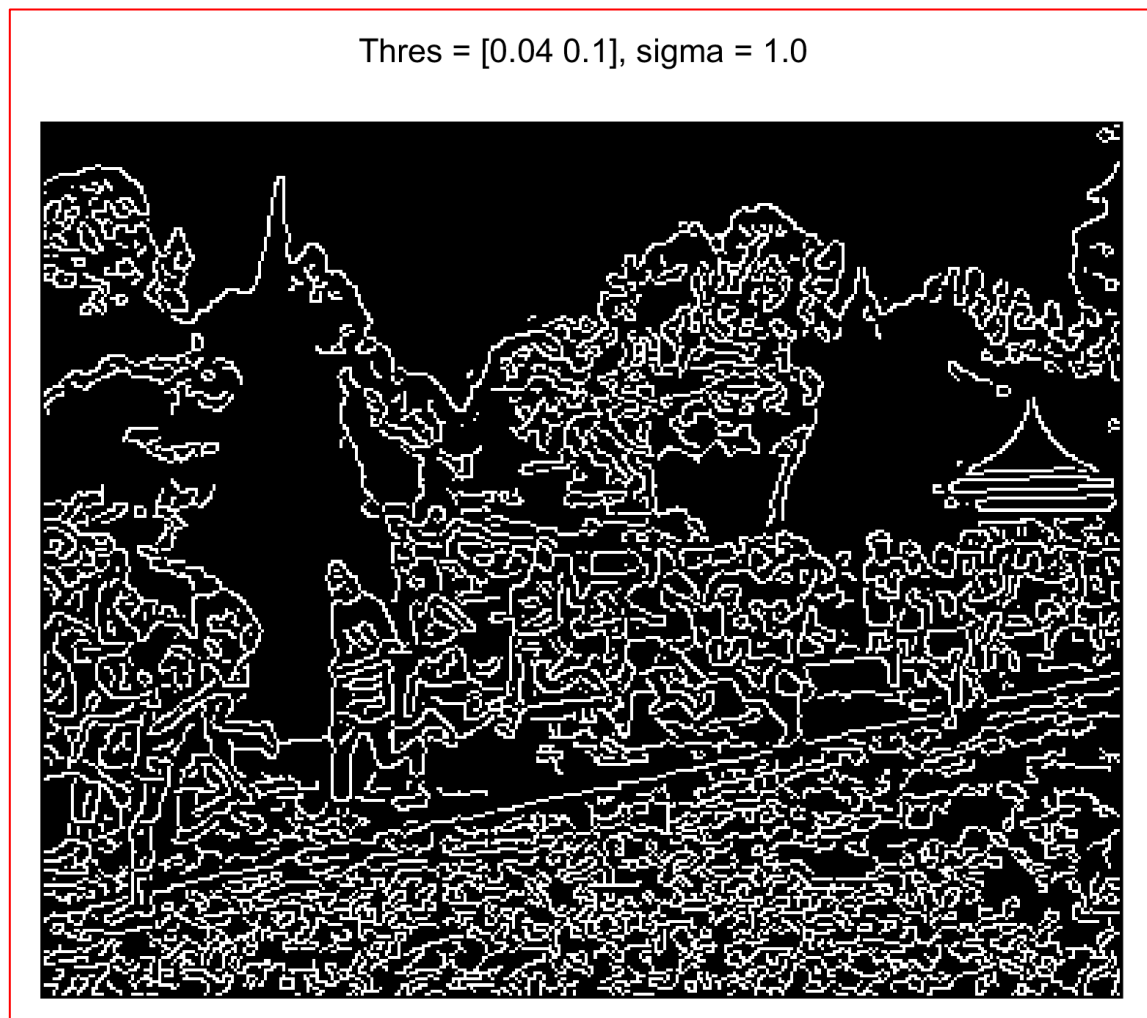 Thres = [0.04 0.1], sigma = 1.0